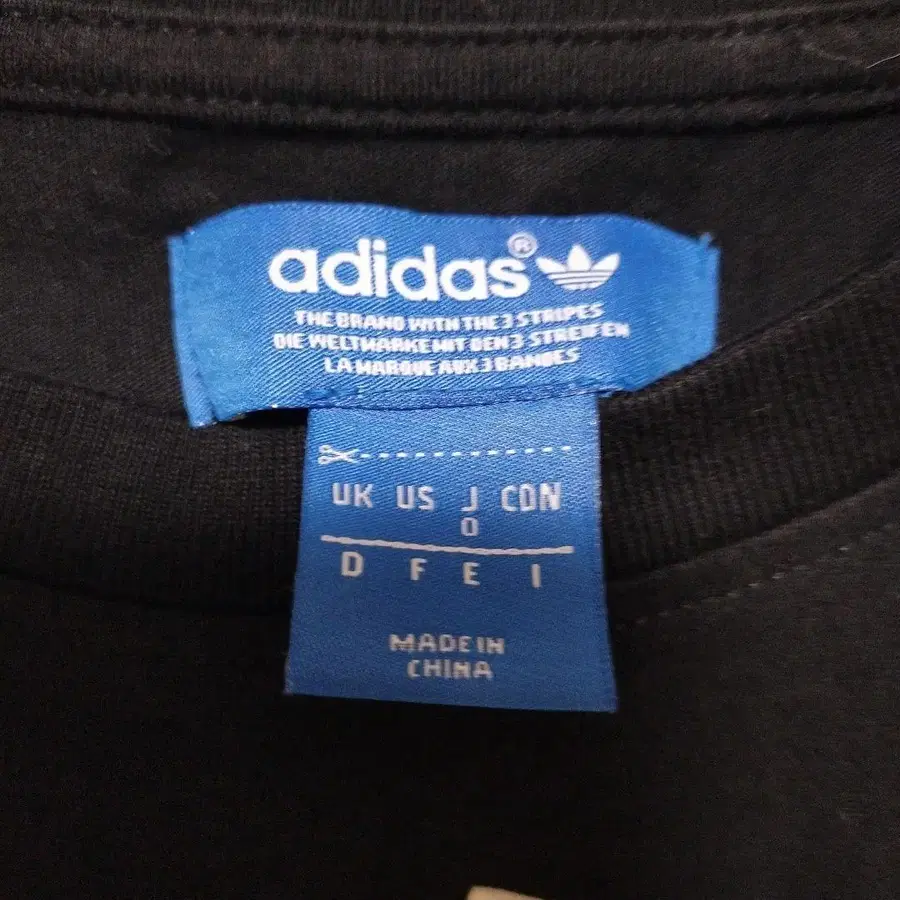 adidas®
THE BRAND WITH THE 3 STRIPES
DIE WELTMARKE MIT DEN 3 STREIFEN
LA MARQUE AUX 3 BANDES
UK US J CDN
O
D F E I
MADE IN
CHINA